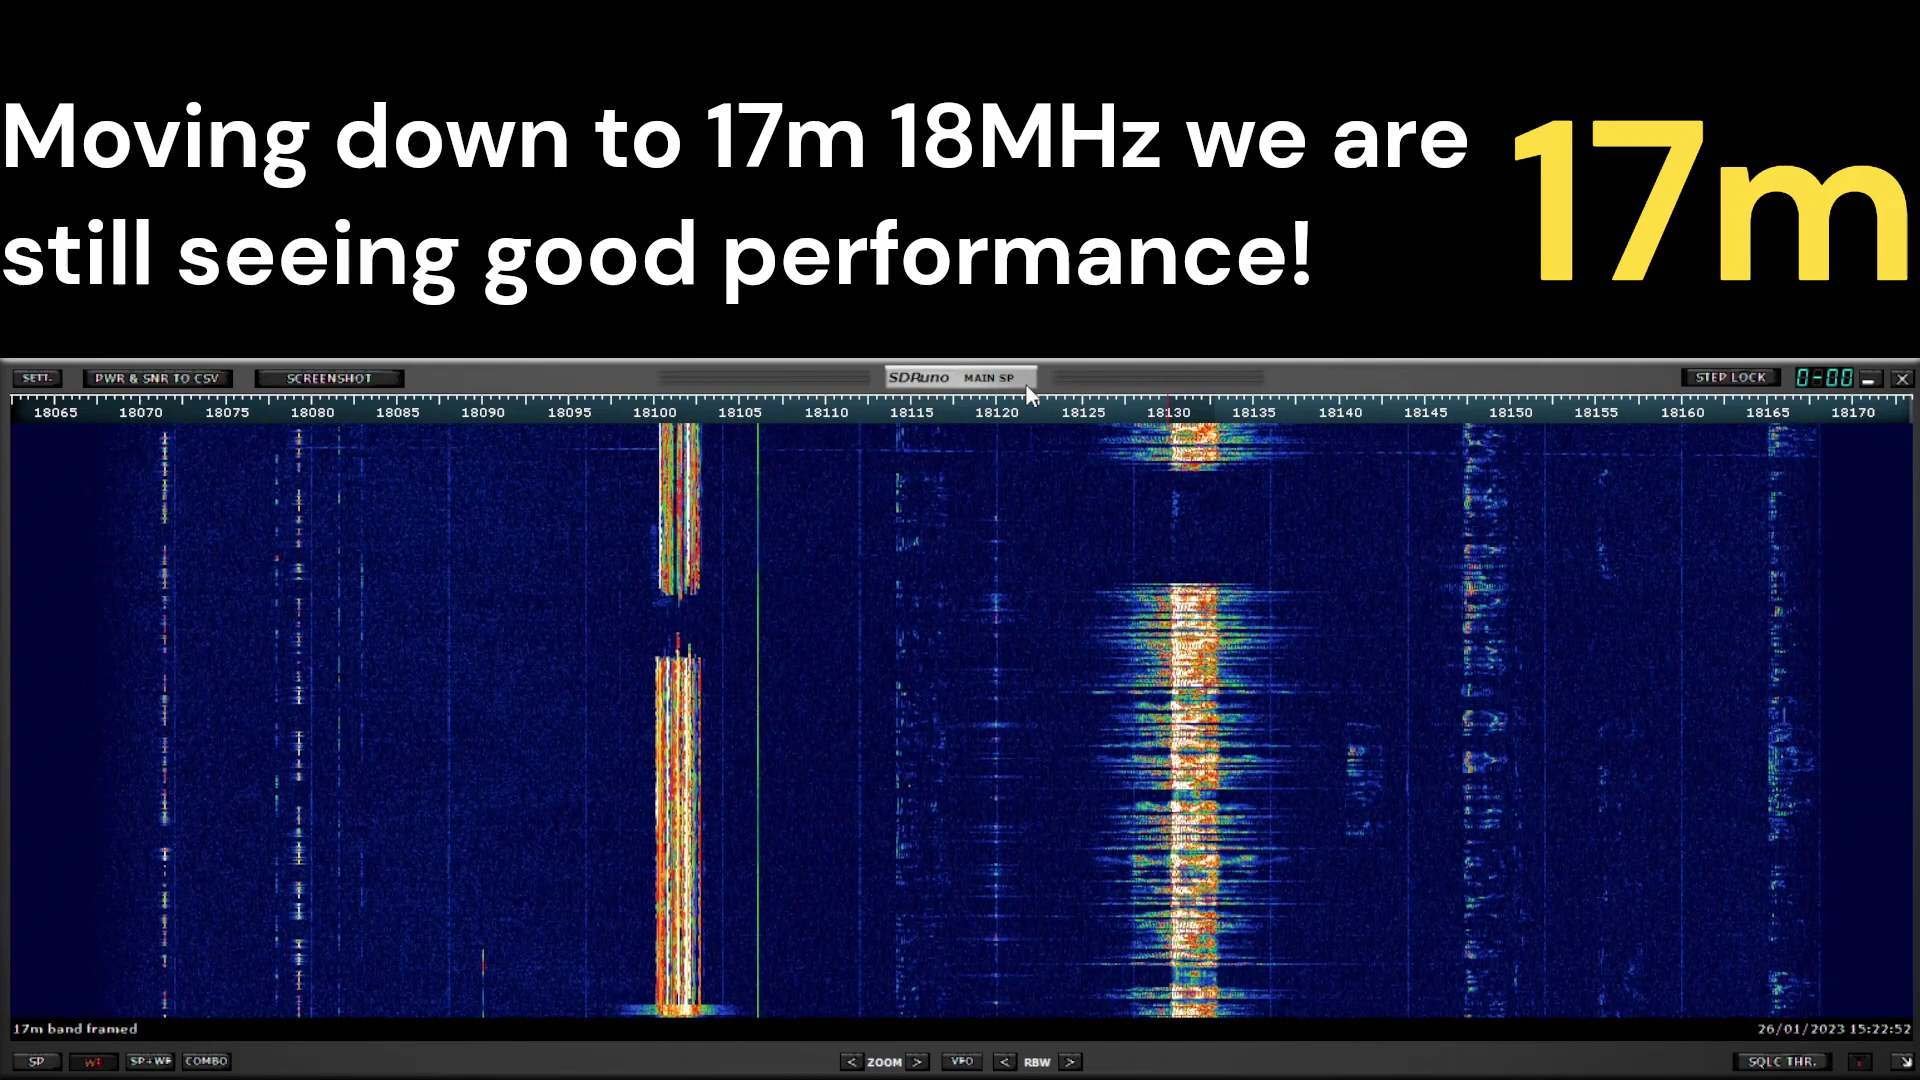 Moving down to 17m 18MHz we are
still seeing good performance!
17m
SETT. PWR & SNR TO CSV SCREENSHOT SDRuno MAIN SP STEP LOCK 0-00
18065 18070 18075 18080 18085 18090 18095 18100 18105 18110 18115 18120 18125 18130 18135 18140 18145 18150 18155 18160 18165 18170
17m band framed 26/01/2023 15:22:52
SP WF SP+WF COMBO < ZOOM > VFO < RBW > SQLC THR. T